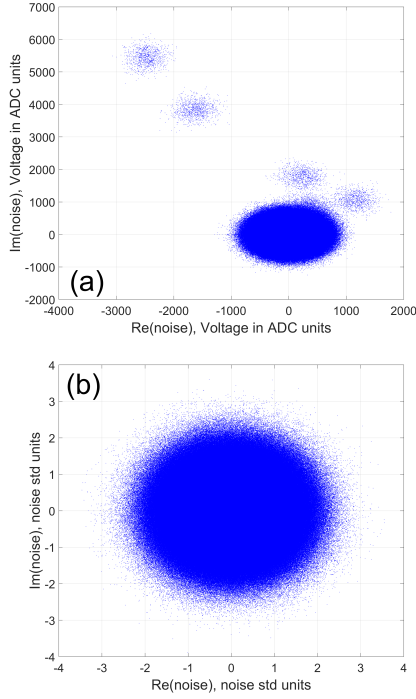 7000
6000
5000
4000
3000
2000
1000
0
-1000
-2000
Im(noise), Voltage in ADC units
(a)
-4000 -3000 -2000 -1000 0 1000 2000
Re(noise), Voltage in ADC units
4
3
2
1
0
-1
-2
-3
-4
Im(noise), noise std units
(b)
-4 -3 -2 -1 0 1 2 3 4
Re(noise), noise std units